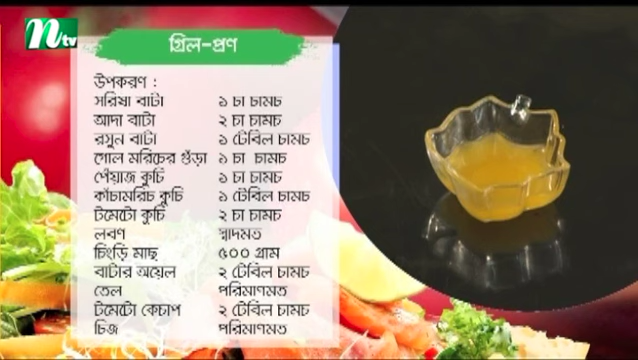 ntv
গ্রিল-প্রণ
উপকরণ :
সরিষা বাটা ১ চা চামচ
আদা বাটা ২ চা চামচ
রসুন বাটা ১ টেবিল চামচ
গোল মরিচের গুঁড়া ১ চা চামচ
পেঁয়াজ কুচি ১ চা চামচ
কাঁচামরিচ কুচি ১ টেবিল চামচ
টমেটো কুচি ২ চা চামচ
লবণ স্বাদমত
চিংড়ি মাছ ৫০০ গ্রাম
বাটার অয়েল ২ টেবিল চামচ
তেল পরিমাণমত
টমেটো কেচাপ ২ টেবিল চামচ
চিজ পরিমাণমত